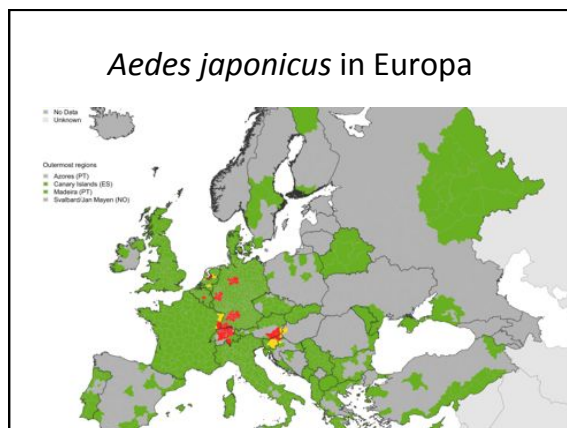 Aedes japonicus in Europa
No Data
Unknown
Outermost regions
Azores (PT)
Canary Islands (ES)
Madeira (PT)
Svalbard/Jan Mayen (NO)